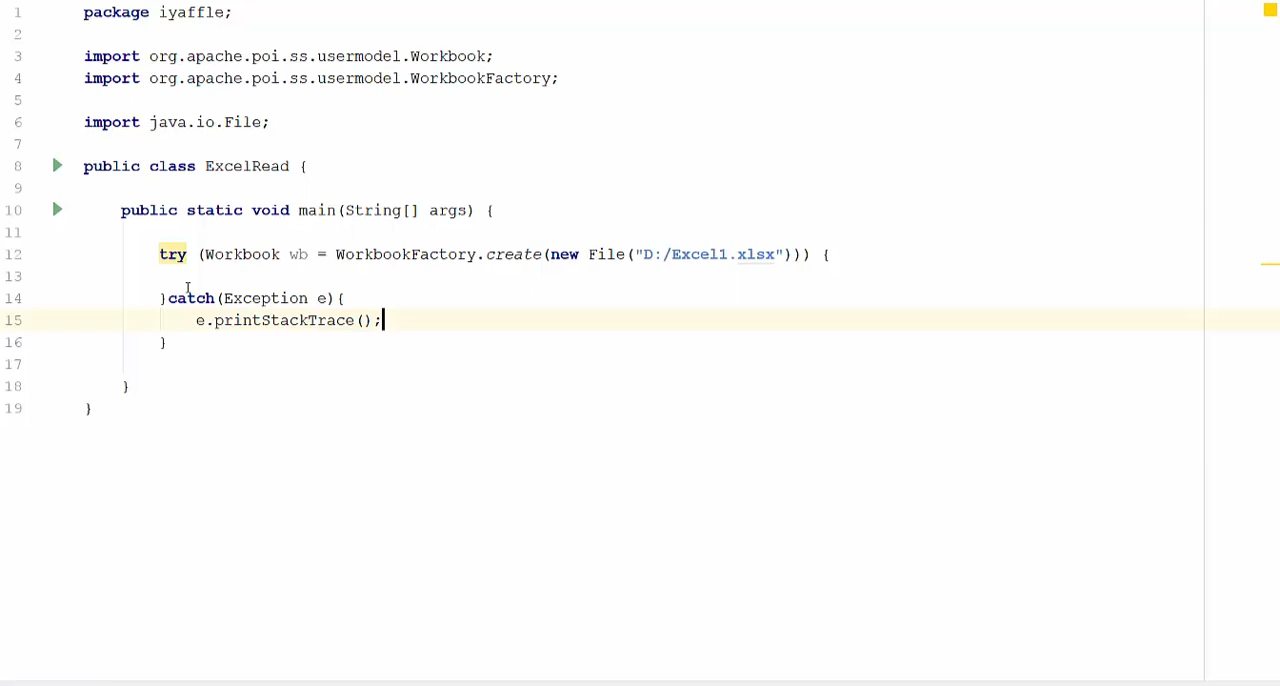 1 package iyaffle;
2
3 import org.apache.poi.ss.usermodel.Workbook;
4 import org.apache.poi.ss.usermodel.WorkbookFactory;
5
6 import java.io.File;
7
8 public class ExcelRead {
9
10 public static void main(String[] args) {
11
12 try (Workbook wb = WorkbookFactory.create(new File("D:/Excel1.xlsx"))) {
13
14 }catch(Exception e){
15 e.printStackTrace();
16 }
17
18 }
19 }